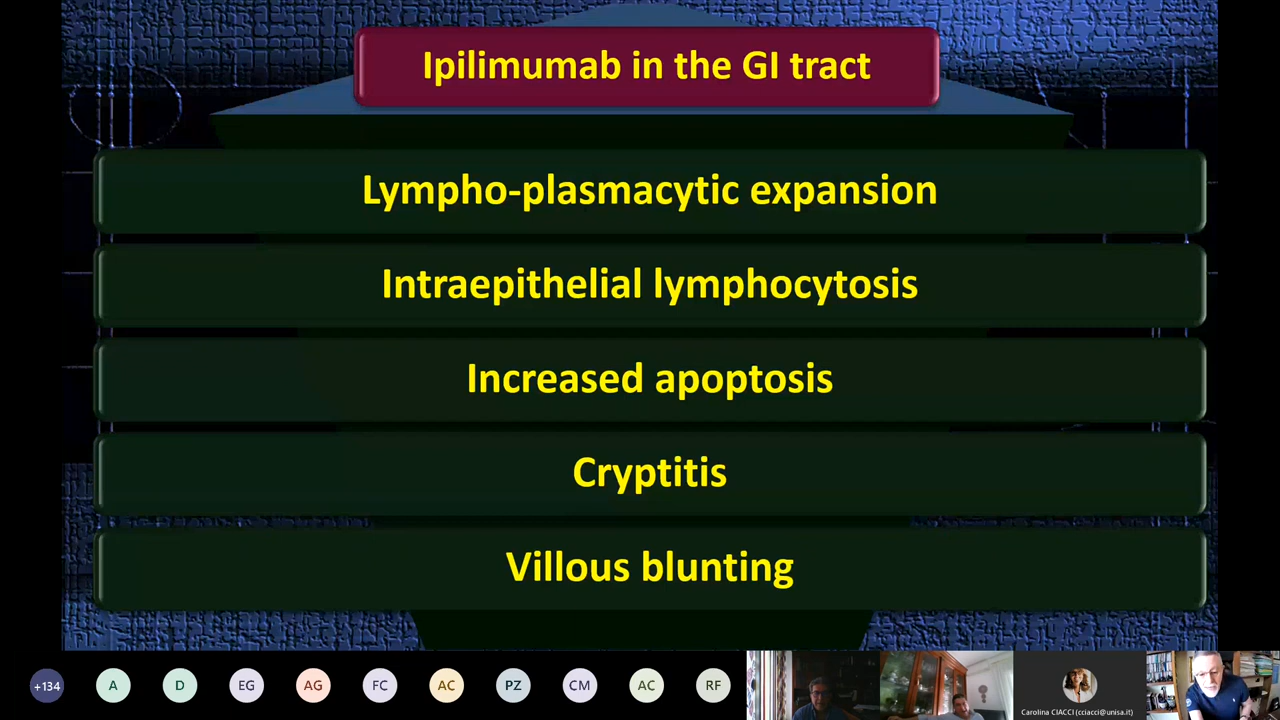 Ipilimumab in the GI tract
Lympho-plasmacytic expansion
Intraepithelial lymphocytosis
Increased apoptosis
Cryptitis
Villous blunting
+134
A
D
EG
AG
FC
AC
PZ
CM
AC
RF
Carolina CIACCI (cciacci@unisa.it)